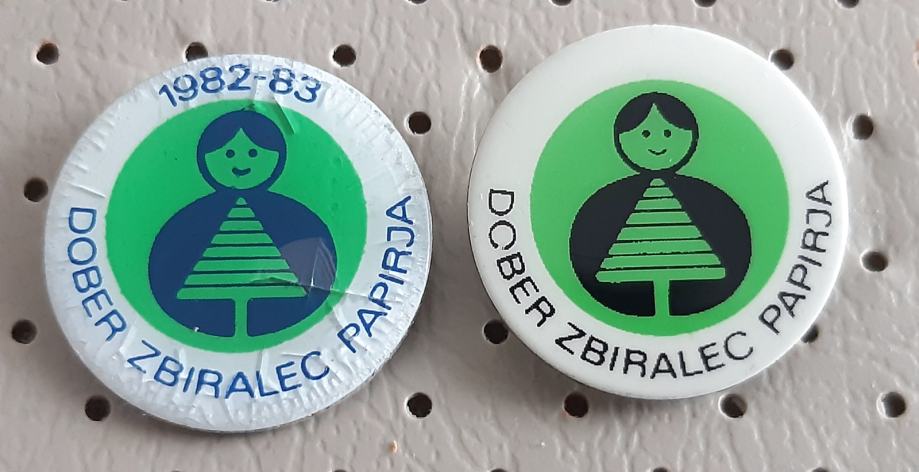 1982-83
DOBER ZBIRALEC PAPIRJA
DOBER ZBIRALEC PAPIRJA